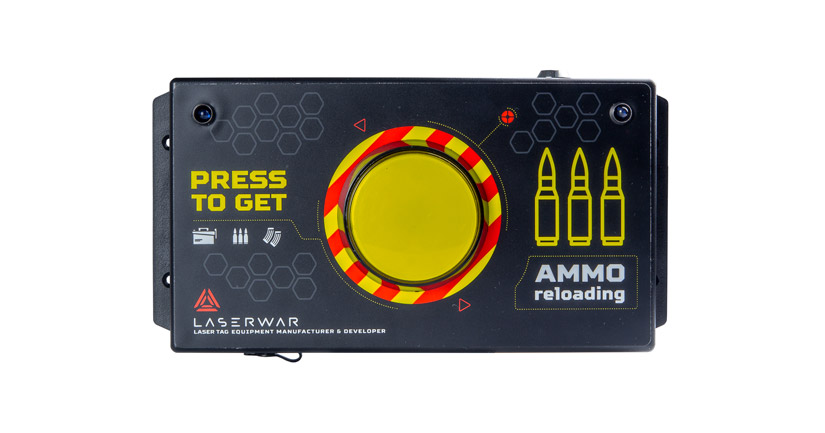 PRESS
TO GET
AMMO
reloading
LASERWAR
LASER TAG EQUIPMENT MANUFACTURER & DEVELOPER